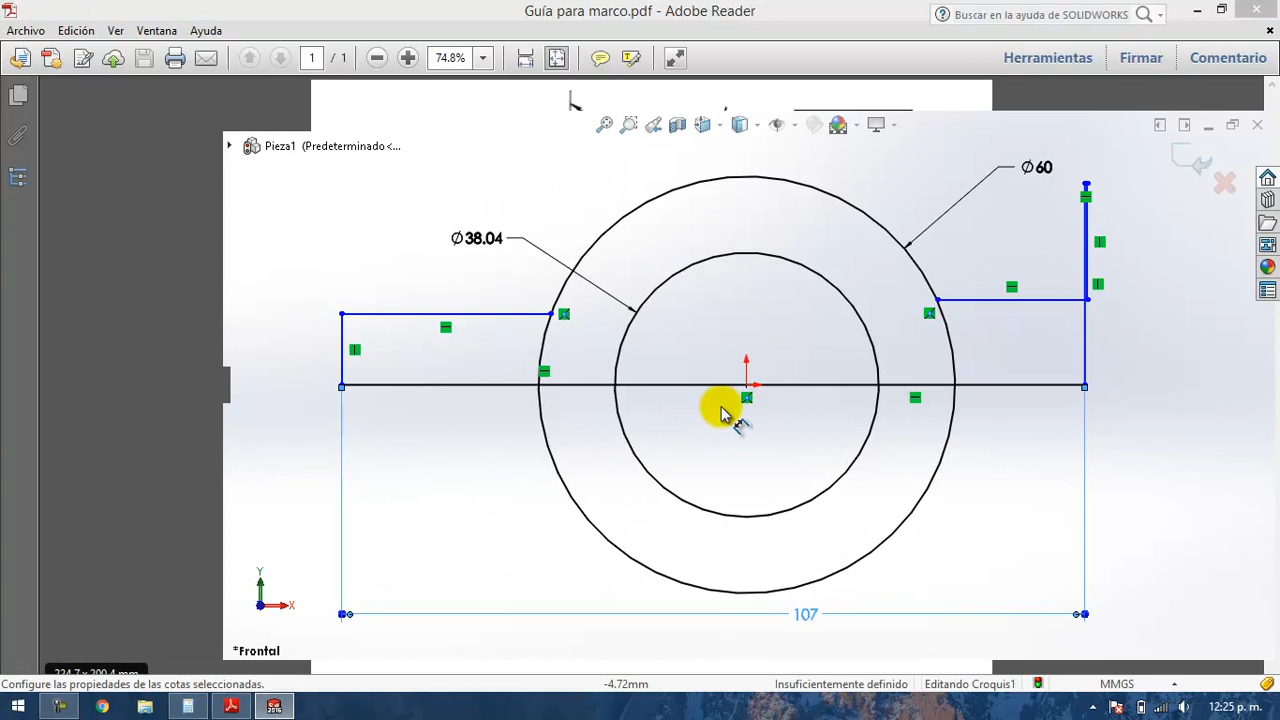 Guía para marco.pdf - Adobe Reader
Buscar en la ayuda de SOLIDWORKS
Archivo Edición Ver Ventana Ayuda
1 / 1 74.8% Herramientas Firmar Comentario
Pieza1 (Predeterminado<...
Ø60
Ø38.04
107
Y
X
*Frontal
Configure las propiedades de las cotas seleccionadas. -4.72mm Insuficientemente definido Editando Croquis1 MMGS
2016
12:25 p. m.